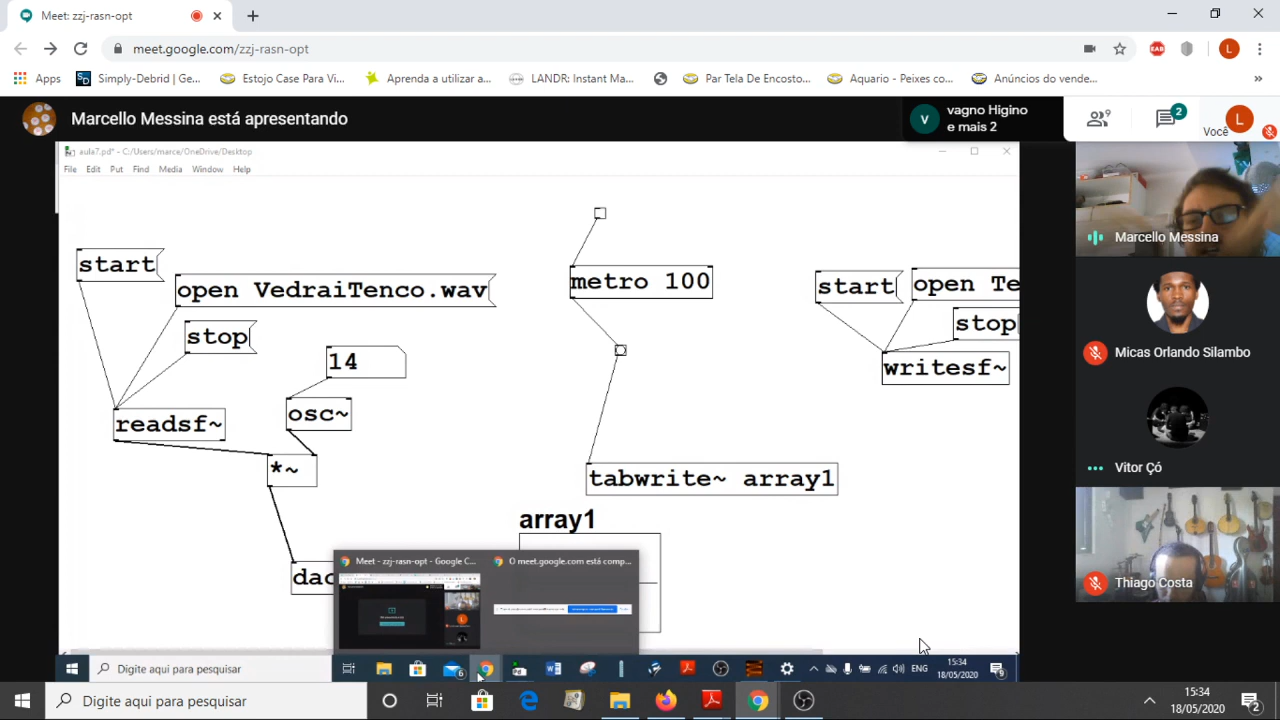 Meet: zzj-rasn-opt
meet.google.com/zzj-rasn-opt
Apps
Simply-Debrid | Ge...
Estojo Case Para Vi...
Aprenda a utilizar a...
LANDR: Instant Ma...
Par Tela De Encosto...
Aquario - Peixes co...
Anúncios do vende...
Marcello Messina está apresentando
v
vagno Higino
e mais 2
9
2
L
Você
aula7.pd* - C:/Users/marce/OneDrive/Desktop
File Edit Put Find Media Window Help
start
open VedraiTenco.wav
stop
14
osc~
readsf~
*~
dac
metro 100
tabwrite~ array1
array1
start
open Te
stop
writesf~
Marcello Messina
Micas Orlando Silambo
Vitor Çó
Thiago Costa
Meet - zzj-rasn-opt - Google C...
O meet.google.com está comp...
Digite aqui para pesquisar
6
ENG
15:34
18/05/2020
9
Digite aqui para pesquisar
15:34
18/05/2020
2